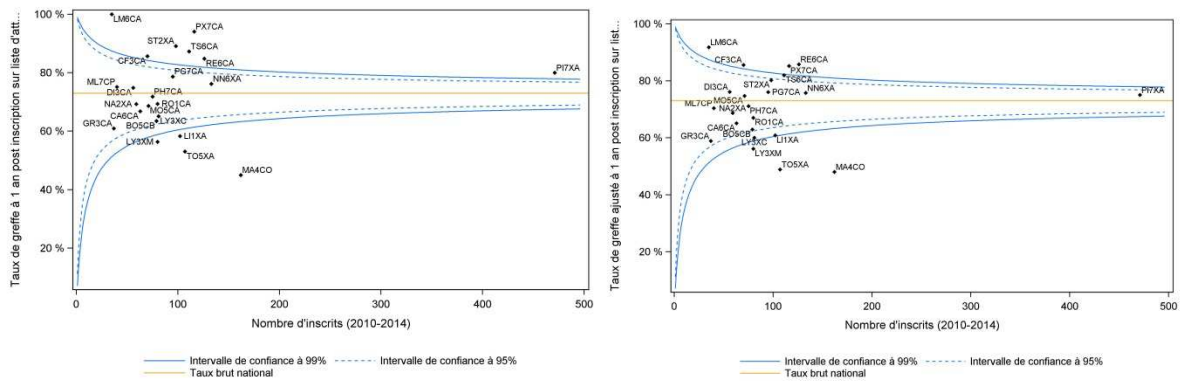 Taux de greffe à 1 an post inscription sur liste d'att...
100 %
80 %
60 %
40 %
20 %
LM6CA
PX7CA
ST2XA
TS6CA
CF3CA
RE6CA
PI7XA
PG7CA
NN6XA
ML7CP
DI3CA
PH7CA
NA2XA
RO1CA
MO5CA
CA6CA
LY3XC
GR3CA
BO5CB
LI1XA
LY3XM
TO5XA
MA4CO
0
100
200
300
400
500
Nombre d'inscrits (2010-2014)
Intervalle de confiance à 99%
Intervalle de confiance à 95%
Taux brut national
Taux de greffe ajusté à 1 an post inscription sur list...
100 %
80 %
60 %
40 %
20 %
LM6CA
CF3CA
RE6CA
PX7CA
TS6CA
ST2XA
DI3CA
PG7CA
NN6XA
PI7XA
MO5CA
ML7CP
NA2XA
PH7CA
RO1CA
CA6CA
BO5CB
GR3CA
LI1XA
LY3XC
LY3XM
TO5XA
MA4CO
0
100
200
300
400
500
Nombre d'inscrits (2010-2014)
Intervalle de confiance à 99%
Intervalle de confiance à 95%
Taux brut national